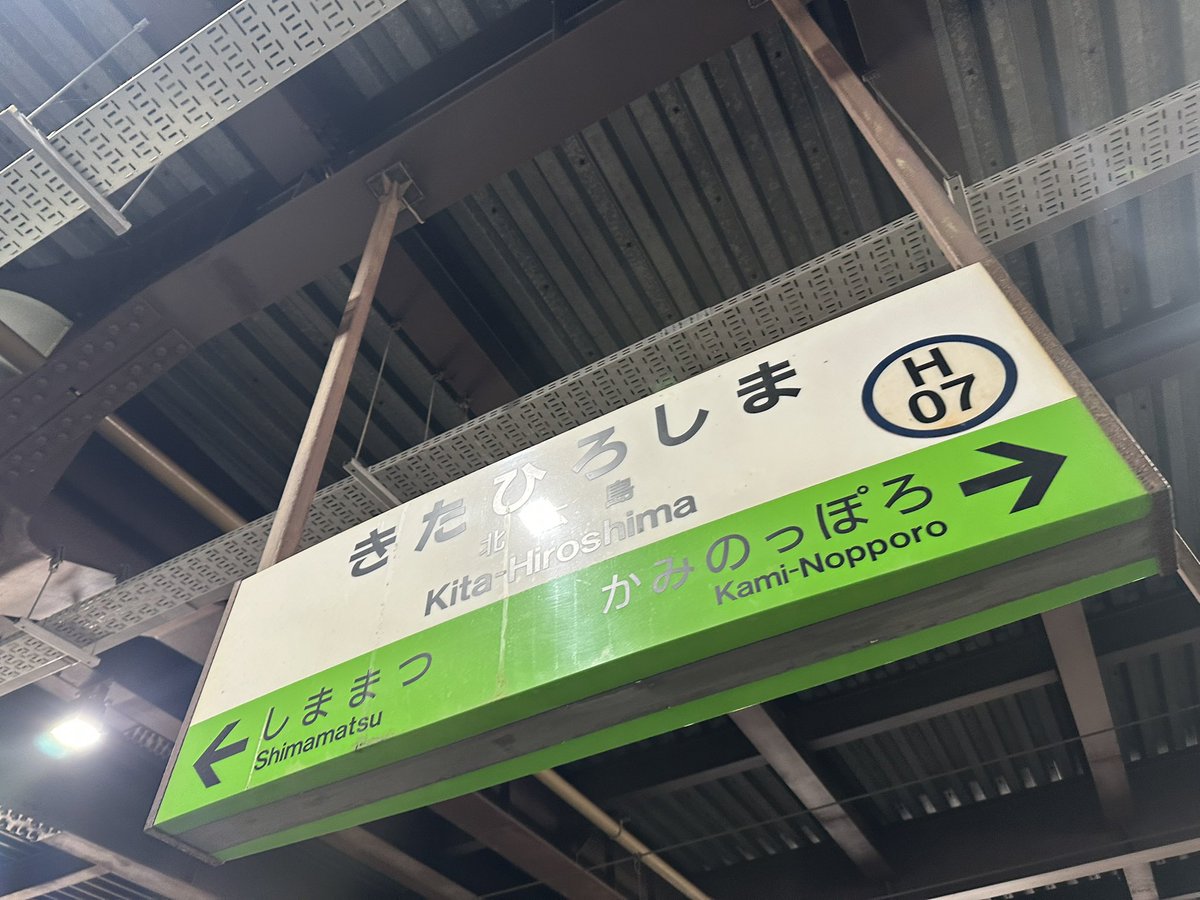 きたひろしま
北 島
Kita-Hiroshima
H
07
かみのっぽろ
Kami-Nopporo
しままつ
Shimamatsu